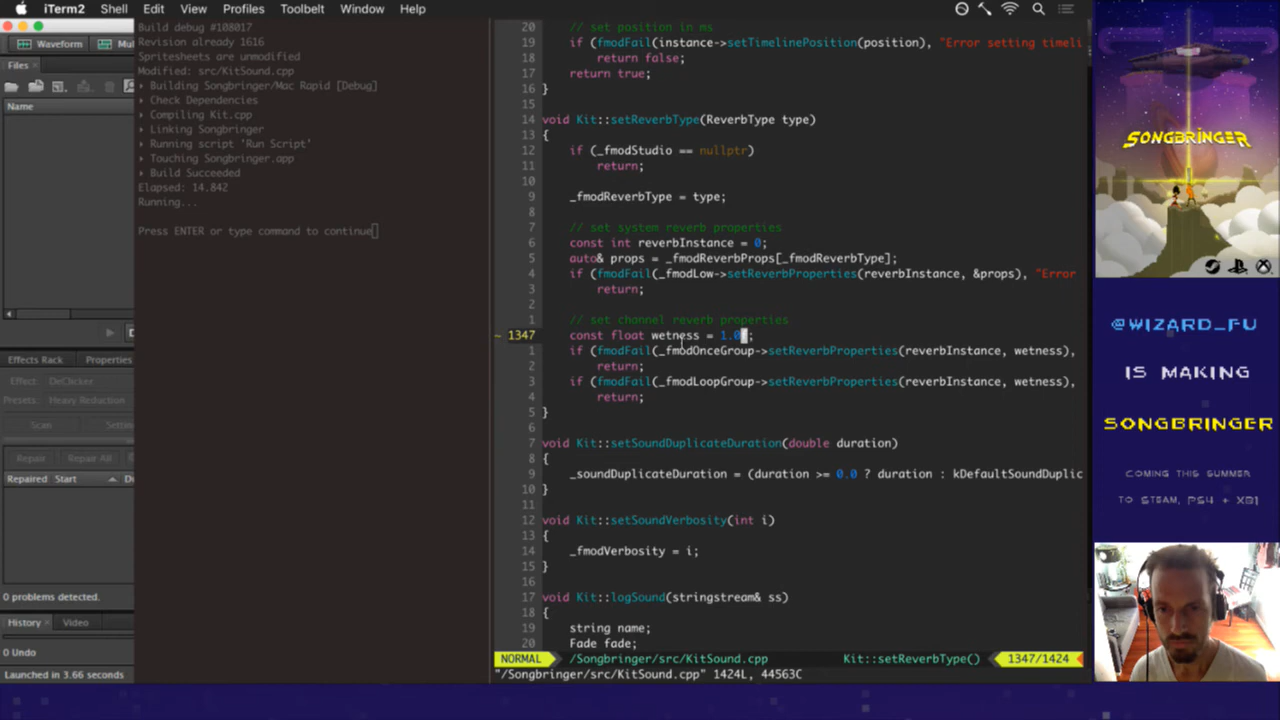 iTerm2 Shell Edit View Profiles Toolbelt Window Help
Waveform
Files
Name
Effects Rack Properties
Effect: DeClicker
Presets: Heavy Reduction
Scan
Repair Repair All
Repaired Start
0 problems detected.
History Video
0 Undo
Launched in 3.66 seconds
Build debug #108017
Revision already 1616
Spritesheets are unmodified
Modified: src/KitSound.cpp
Building Songbringer/Mac Rapid [Debug]
Check Dependencies
Compiling Kit.cpp
Linking Songbringer
Running script 'Run Script'
Touching Songbringer.app
Build Succeeded
Elapsed: 14.842
Running...
Press ENTER or type command to continue
20 // set position in ms
19 if (fmodFail(instance->setTimelinePosition(position), "Error setting timeli
18 return false;
17 return true;
16 }
15
14 void Kit::setReverbType(ReverbType type)
13 {
12 if (_fmodStudio == nullptr)
11 return;
10
9 _fmodReverbType = type;
8
7 // set system reverb properties
6 const int reverbInstance = 0;
5 auto& props = _fmodReverbProps[_fmodReverbType];
4 if (fmodFail(_fmodLow->setReverbProperties(reverbInstance, &props), "Error
3 return;
2
1 // set channel reverb properties
~ 1347 const float wetness = 1.0f;
1 if (fmodFail(_fmodOnceGroup->setReverbProperties(reverbInstance, wetness),
2 return;
3 if (fmodFail(_fmodLoopGroup->setReverbProperties(reverbInstance, wetness),
4 return;
5 }
6
7 void Kit::setSoundDuplicateDuration(double duration)
8 {
9 _soundDuplicateDuration = (duration >= 0.0 ? duration : kDefaultSoundDuplic
10 }
11
12 void Kit::setSoundVerbosity(int i)
13 {
14 _fmodVerbosity = i;
15 }
16
17 void Kit::logSound(stringstream& ss)
18 {
19 string name;
20 Fade fade;
NORMAL /Songbringer/src/KitSound.cpp Kit::setReverbType() 1347/1424
"/Songbringer/src/KitSound.cpp" 1424L, 44563C
SONGBRINGER
@WIZARD_FU
IS MAKING
SONGBRINGER
COMING THIS SUMMER
TO STEAM, PS4 + XB1